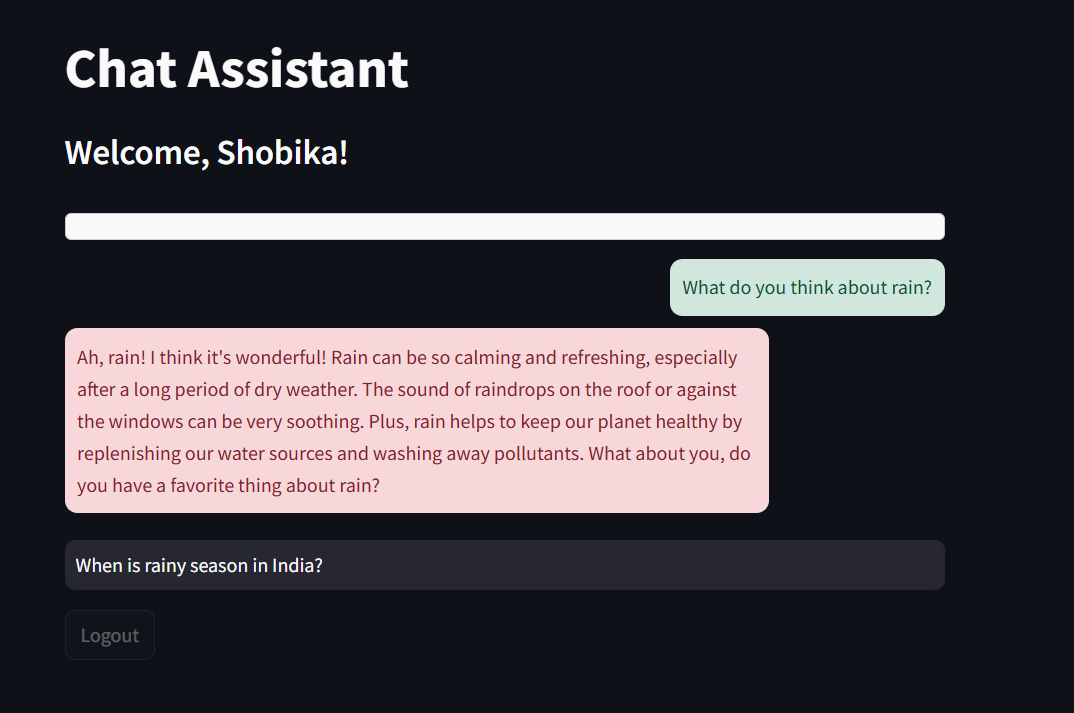 Chat Assistant
Welcome, Shobika!
What do you think about rain?
Ah, rain! I think it's wonderful! Rain can be so calming and refreshing, especially
after a long period of dry weather. The sound of raindrops on the roof or against
the windows can be very soothing. Plus, rain helps to keep our planet healthy by
replenishing our water sources and washing away pollutants. What about you, do
you have a favorite thing about rain?
When is rainy season in India?
Logout